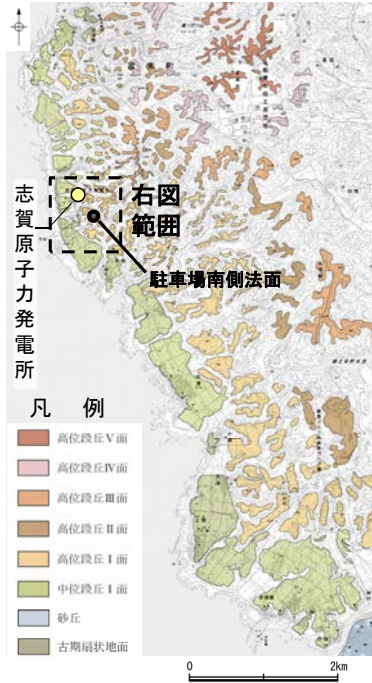 志賀原子力発電所
右図
範囲
駐車場南側法面
凡 例
高位段丘Ⅴ面
高位段丘Ⅳ面
高位段丘Ⅲ面
高位段丘Ⅱ面
高位段丘Ⅰ面
中位段丘Ⅰ面
砂丘
古期扇状地面
0 2km